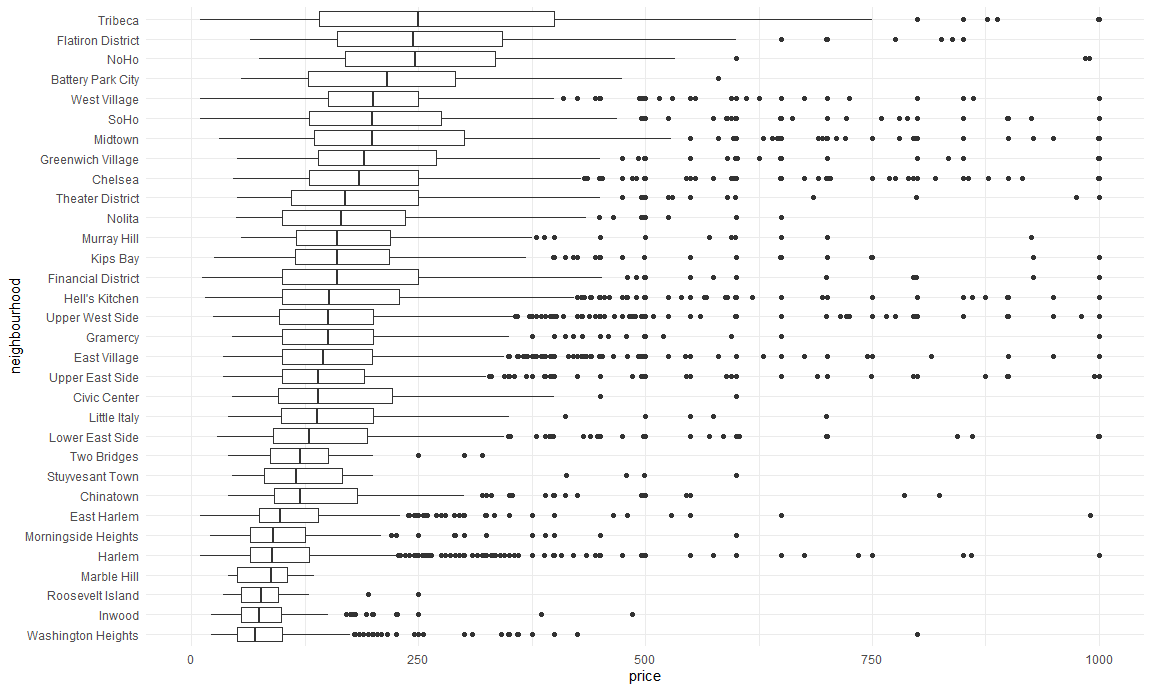 Tribeca
Flatiron District
NoHo
Battery Park City
West Village
SoHo
Midtown
Greenwich Village
Chelsea
Theater District
Nolita
Murray Hill
Kips Bay
Financial District
Hell's Kitchen
Upper West Side
Gramercy
East Village
Upper East Side
Civic Center
Little Italy
Lower East Side
Two Bridges
Stuyvesant Town
Chinatown
East Harlem
Morningside Heights
Harlem
Marble Hill
Roosevelt Island
Inwood
Washington Heights
neighbourhood
0 250 500 750 1000
price